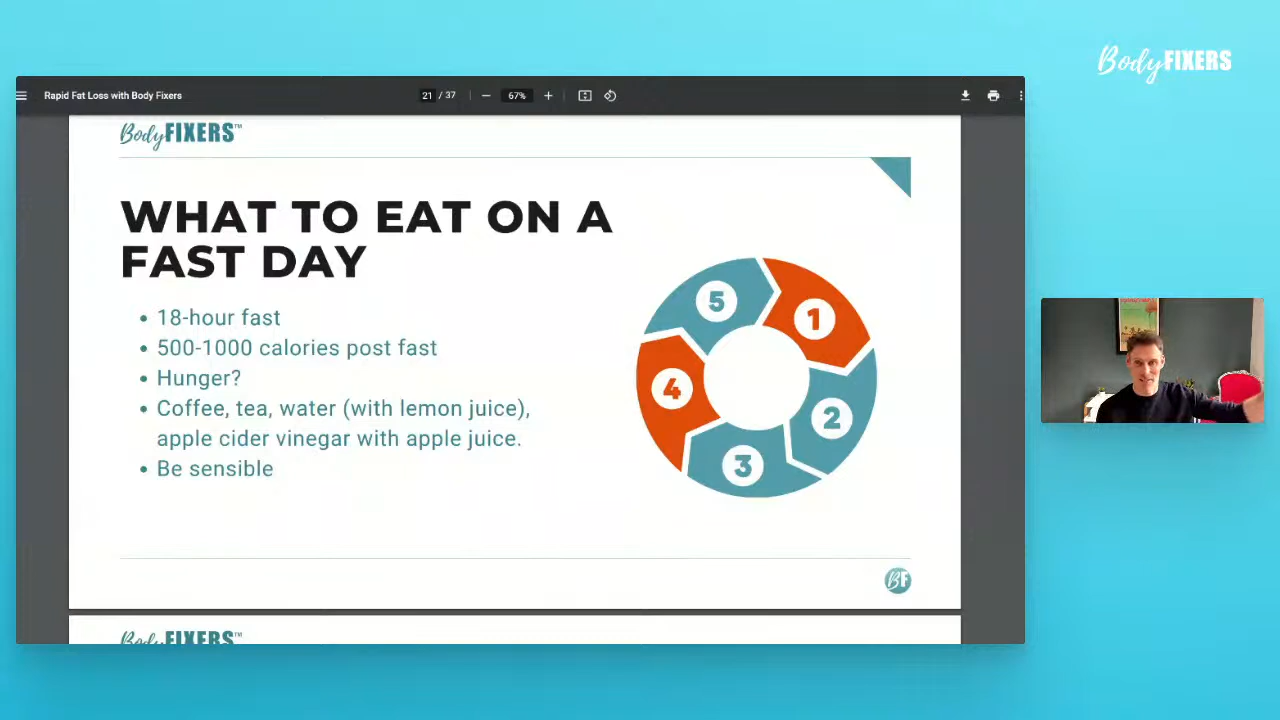 BodyFIXERS
Rapid Fat Loss with Body Fixers
21 / 37
67%
BodyFIXERS™
WHAT TO EAT ON A
FAST DAY
• 18-hour fast
• 500-1000 calories post fast
• Hunger?
• Coffee, tea, water (with lemon juice),
apple cider vinegar with apple juice.
• Be sensible
5
1
4
2
3
BF
BodyFIXERS™